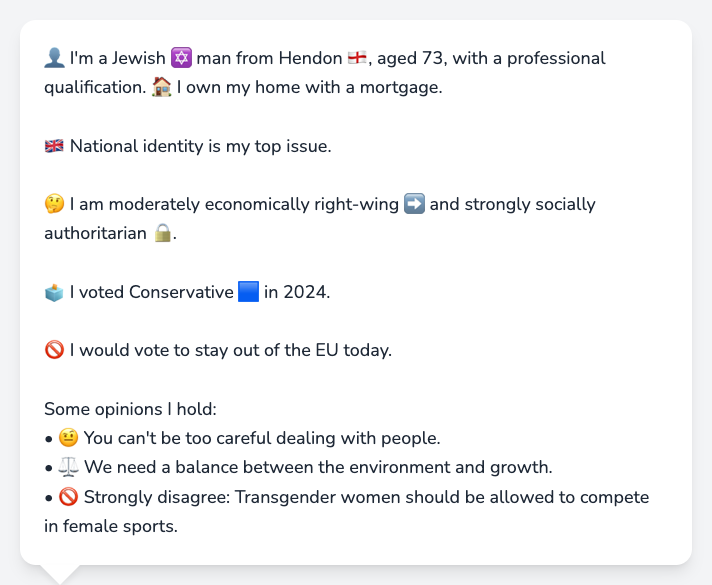 👤 I'm a Jewish ✡️ man from Hendon 🏴󠁧󠁢󠁥󠁮󠁧󠁿, aged 73, with a professional
qualification. 🏠 I own my home with a mortgage.
🇬🇧 National identity is my top issue.
🤔 I am moderately economically right-wing ➡️ and strongly socially
authoritarian 🔒.
🗳️ I voted Conservative 🟦 in 2024.
🚫 I would vote to stay out of the EU today.
Some opinions I hold:
• 🤨 You can't be too careful dealing with people.
• ⚖️ We need a balance between the environment and growth.
• 🚫 Strongly disagree: Transgender women should be allowed to compete
in female sports.